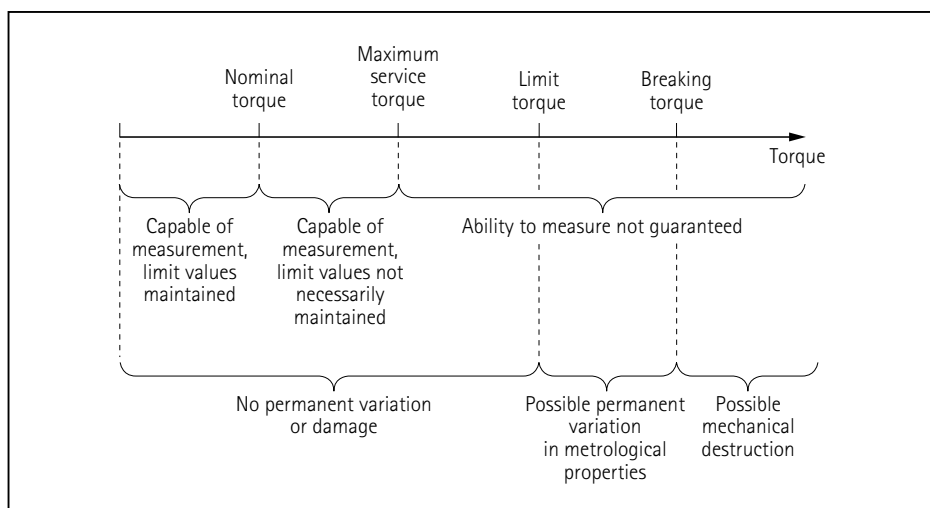 Nominal
torque
Maximum
service
torque
Limit
torque
Breaking
torque
Torque
Capable of
measurement,
limit values
maintained
Capable of
measurement,
limit values not
necessarily
maintained
Ability to measure not guaranteed
No permanent variation
or damage
Possible permanent
variation
in metrological
properties
Possible
mechanical
destruction